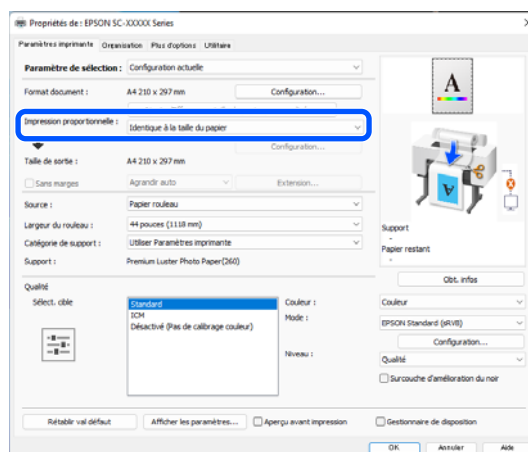 Propriétés de : EPSON SC-XXXXX Series
Paramètres imprimante Organisation Plus d'options Utilitaire
Paramètre de sélection : Configuration actuelle
Format document : A4 210 x 297 mm Configuration...
Impression proportionnelle : Identique à la taille du papier
Configuration...
Taille de sortie : A4 210 x 297 mm
Sans marges Agrandir auto Extension...
Source : Papier rouleau
Largeur du rouleau : 44 pouces (1118 mm)
Catégorie de support : Utiliser Paramètres imprimante
Support : Premium Luster Photo Paper(260)
Qualité
Sélect. cible
Standard
ICM
Désactivé (Pas de calibrage couleur)
Couleur : Couleur
Mode : EPSON Standard (sRVB)
Configuration...
Niveau : Qualité
Surcouche d'amélioration du noir
A
A
Support
-
Papier restant
-
Obt. infos
Rétablir val défaut Afficher les paramètres... Aperçu avant impression Gestionnaire de disposition
OK Annuler Aide